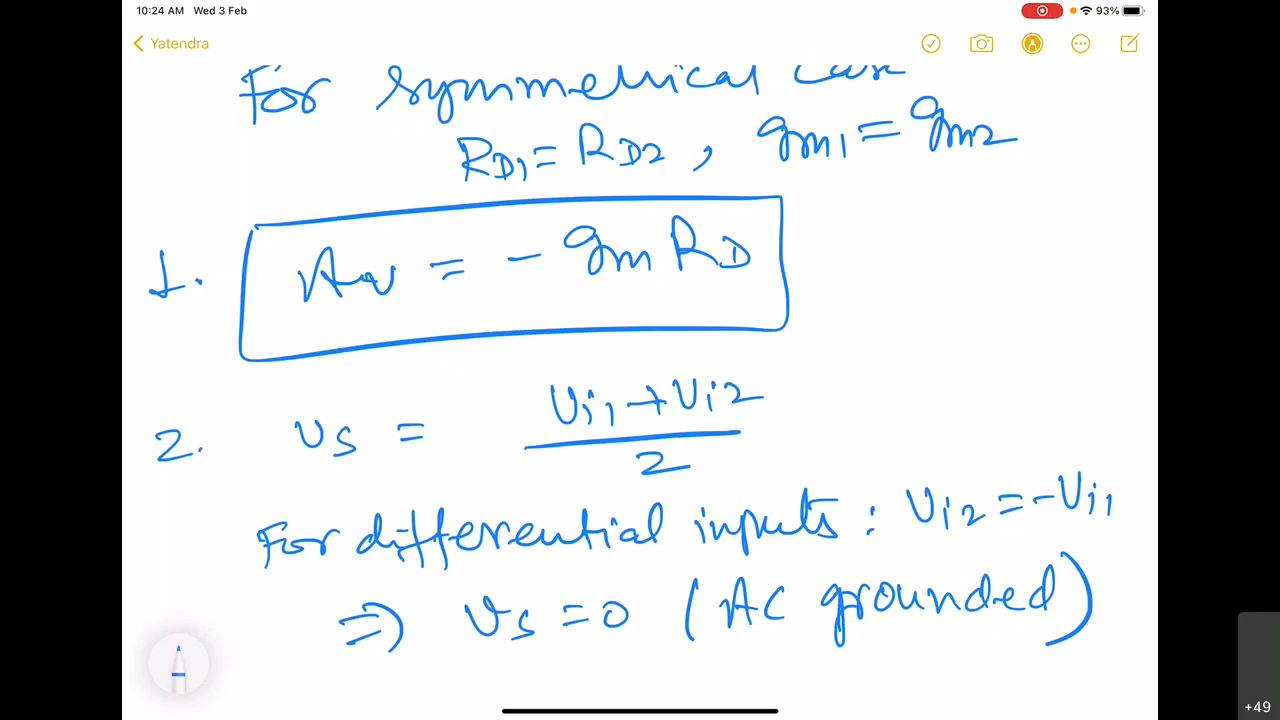 10:24 AM Wed 3 Feb 93%
Yatendra
For symmetrical case
RD1 = RD2 , gm1 = gm2
1. Av = - gm RD
2. vs = (vi1 + vi2) / 2
For differential inputs : vi2 = -vi1
⇒ vs = 0 (AC grounded)
+49